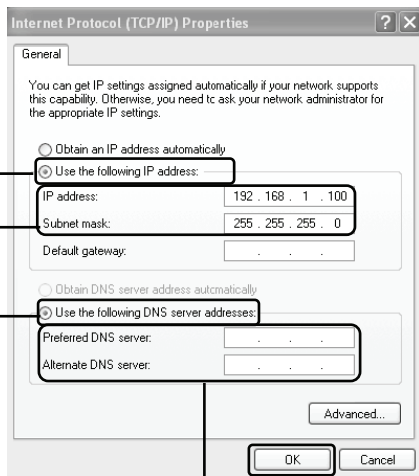 Internet Protocol (TCP/IP) Properties
General
You can get IP settings assigned automatically if your network supports
this capability. Otherwise, you need to ask your network administrator for
the appropriate IP settings.
Obtain an IP address automatically
Use the following IP address:
IP address: 192 . 168 . 1 . 100
Subnet mask: 255 . 255 . 255 . 0
Default gateway: . . .
Obtain DNS server address automatically
Use the following DNS server addresses:
Preferred DNS server: . . .
Alternate DNS server: . . .
Advanced...
OK Cancel